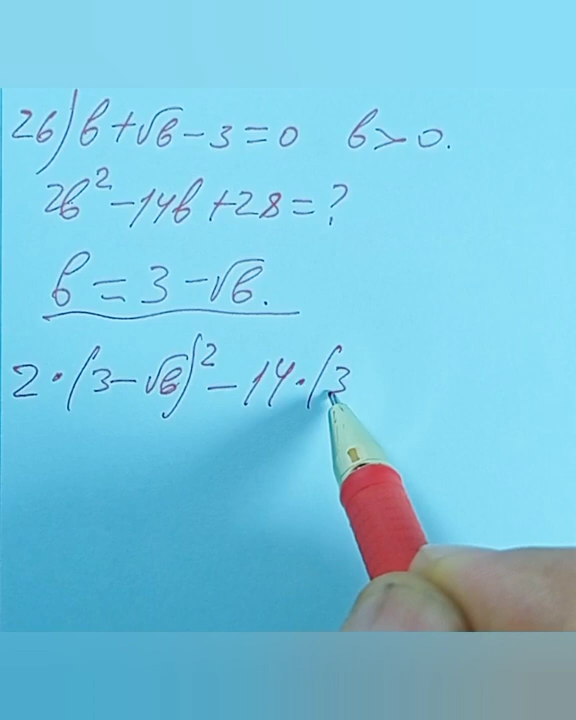 26) b+√b-3=0 b>0.
2b²-14b+28=?
b=3-√b.
2·(3-√b)²-14·(3